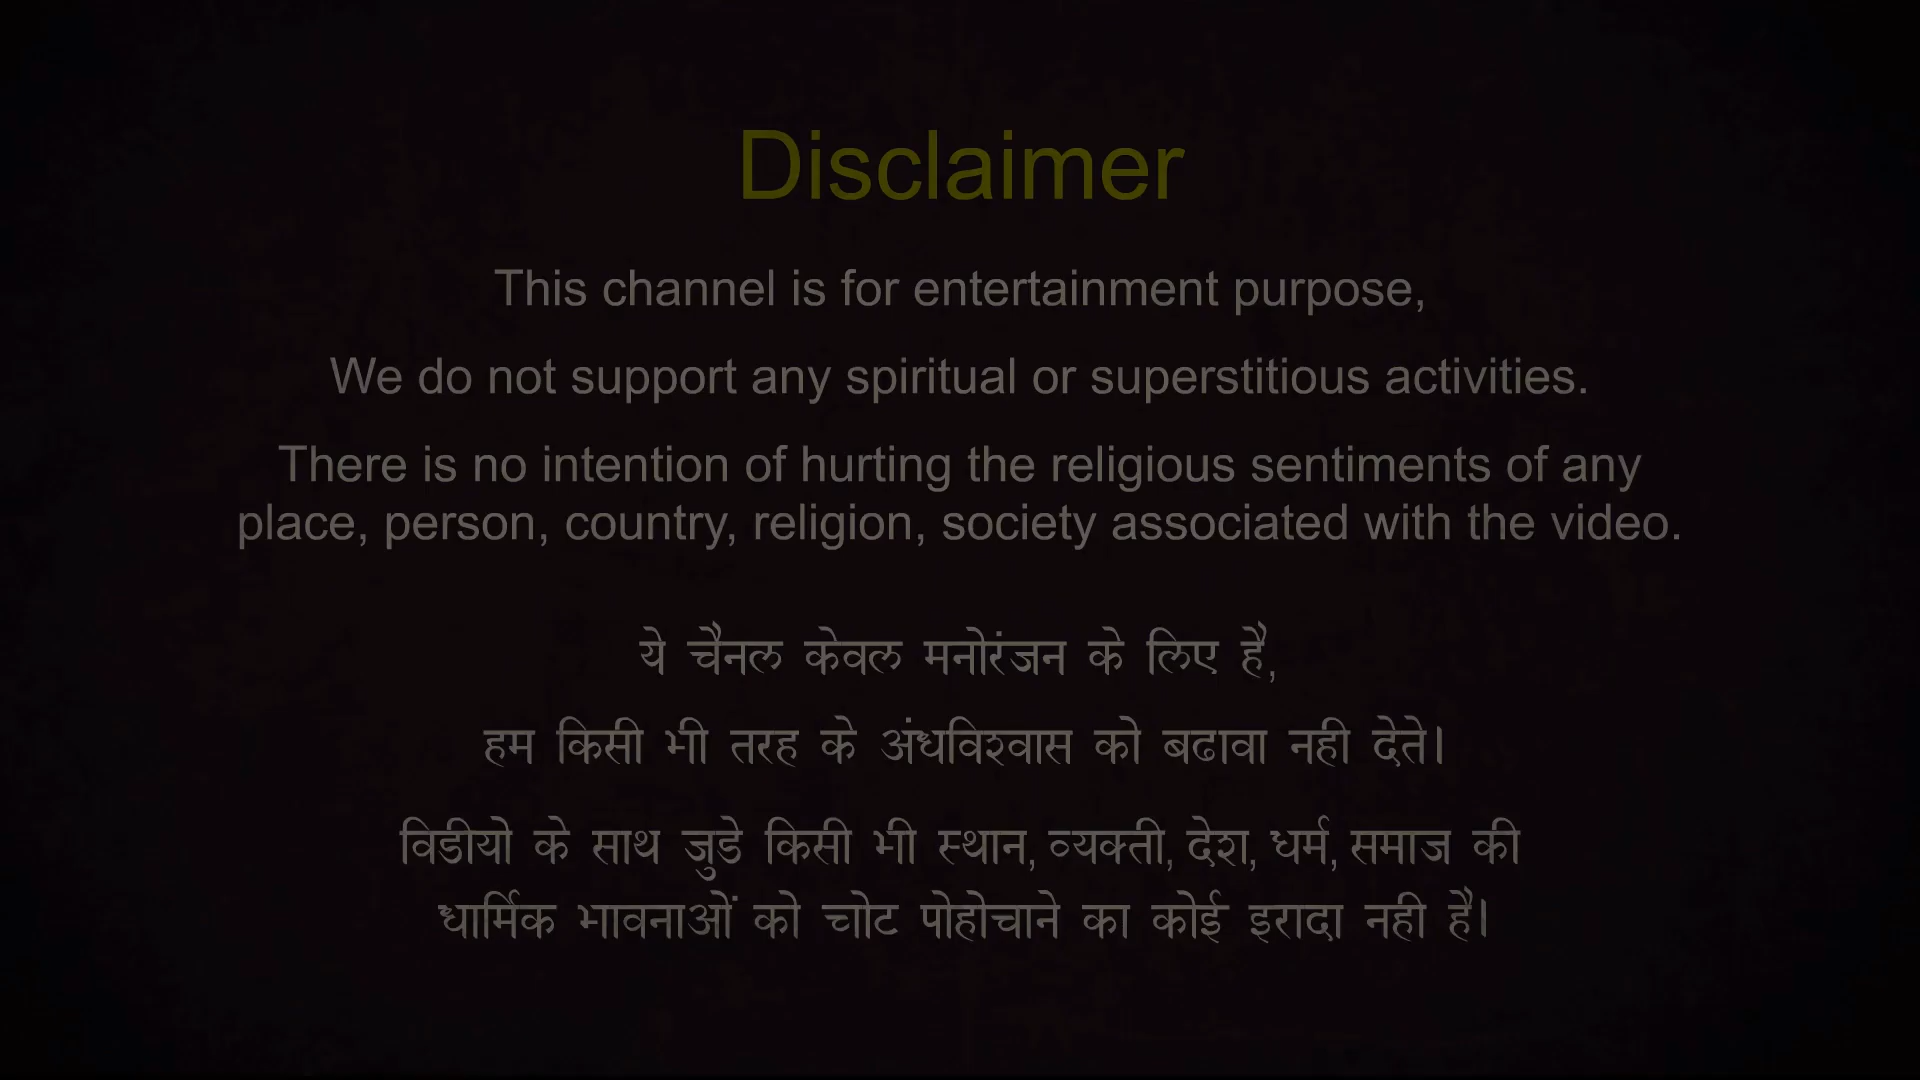 Disclaimer
This channel is for entertainment purpose,
We do not support any spiritual or superstitious activities.
There is no intention of hurting the religious sentiments of any
place, person, country, religion, society associated with the video.
ये चैनल केवल मनोरंजन के लिए है,
हम किसी भी तरह के अंधविश्वास को बढावा नही देते।
विडीयो के साथ जुडे किसी भी स्थान, व्यक्ती, देश, धर्म, समाज की
धार्मिक भावनाओं को चोट पोहोचाने का कोई इरादा नही है।